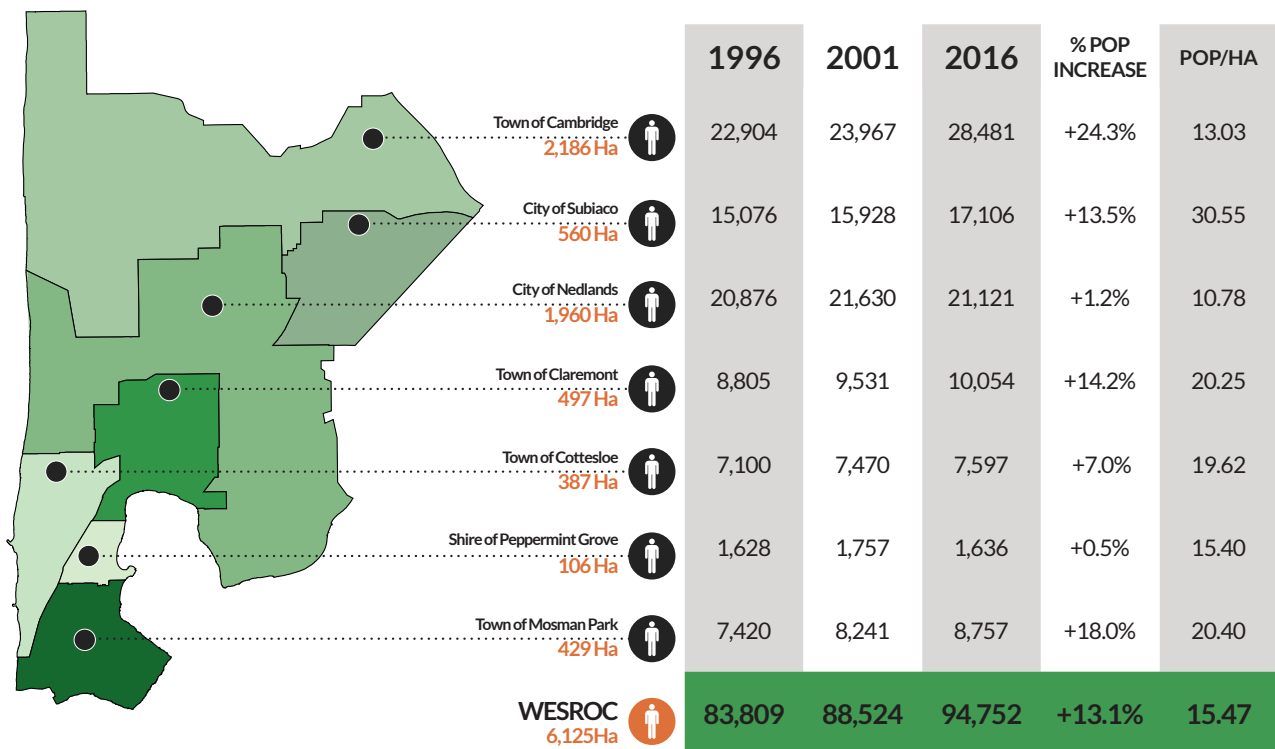 1996 2001 2016 % POP INCREASE POP/HA
Town of Cambridge
2,186 Ha
22,904 23,967 28,481 +24.3% 13.03
City of Subiaco
560 Ha
15,076 15,928 17,106 +13.5% 30.55
City of Nedlands
1,960 Ha
20,876 21,630 21,121 +1.2% 10.78
Town of Claremont
497 Ha
8,805 9,531 10,054 +14.2% 20.25
Town of Cottesloe
387 Ha
7,100 7,470 7,597 +7.0% 19.62
Shire of Peppermint Grove
106 Ha
1,628 1,757 1,636 +0.5% 15.40
Town of Mosman Park
429 Ha
7,420 8,241 8,757 +18.0% 20.40
WESROC
6,125Ha
83,809 88,524 94,752 +13.1% 15.47